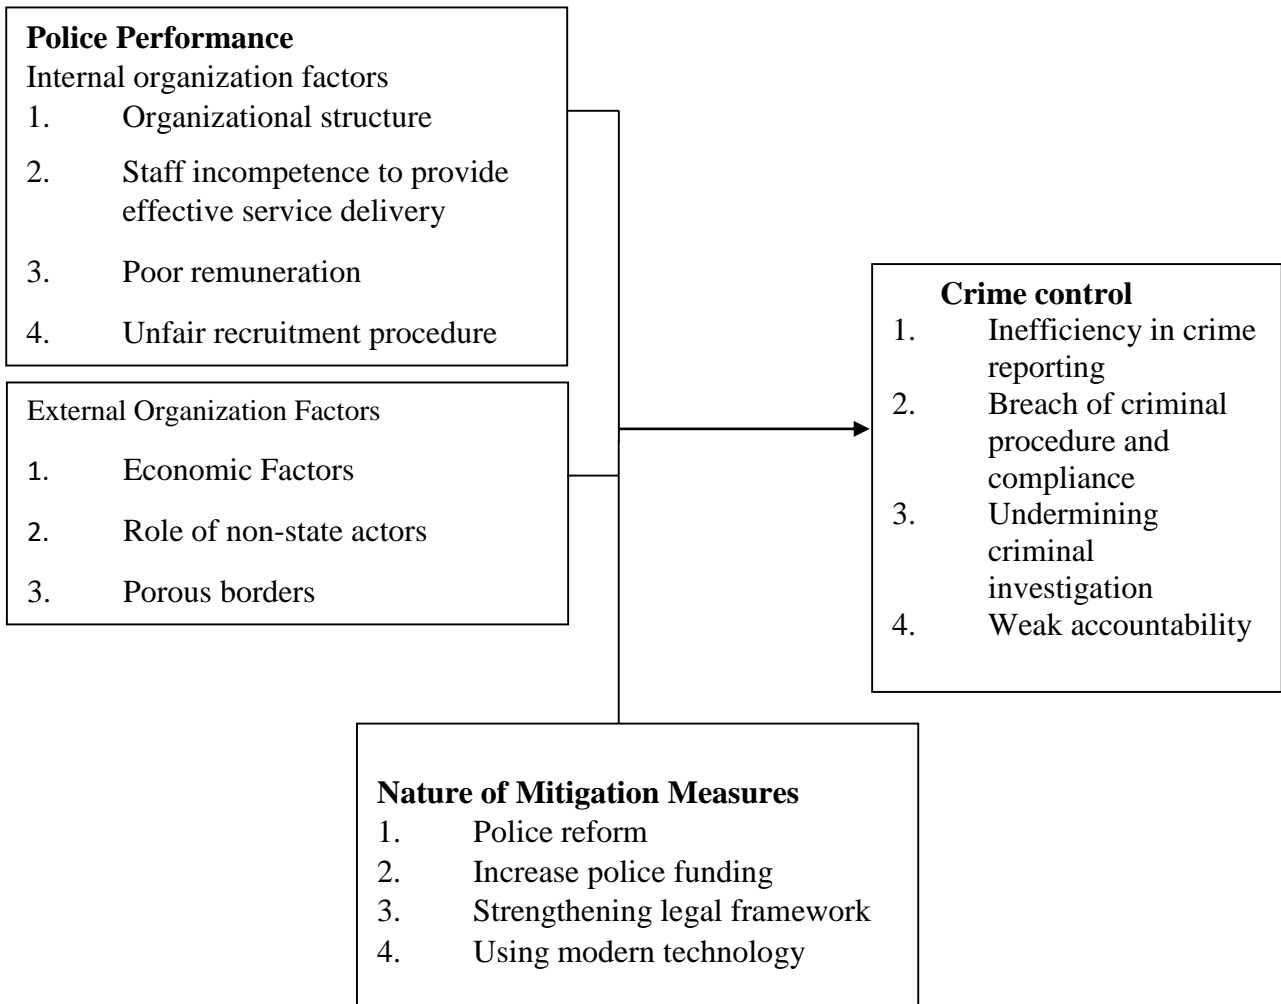 Police Performance
Internal organization factors
1. Organizational structure
2. Staff incompetence to provide
effective service delivery
3. Poor remuneration
4. Unfair recruitment procedure
External Organization Factors
1. Economic Factors
2. Role of non-state actors
3. Porous borders
Crime control
1. Inefficiency in crime
reporting
2. Breach of criminal
procedure and
compliance
3. Undermining
criminal
investigation
4. Weak accountability
Nature of Mitigation Measures
1. Police reform
2. Increase police funding
3. Strengthening legal framework
4. Using modern technology